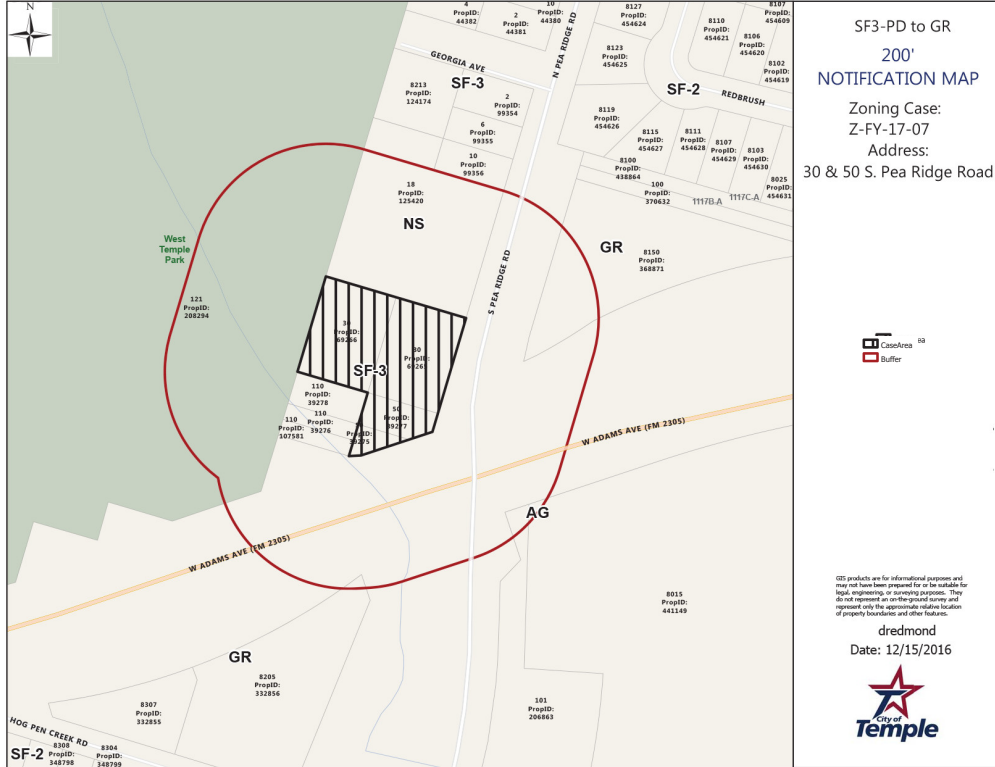 N
4
PropID:
44382
2
PropID:
44381
10
PropID:
44380
8127
PropID:
454624
8110
PropID:
454621
8107
PropID:
454609
8106
PropID:
454620
8102
PropID:
454619
8123
PropID:
454625
N PEA RIDGE RD
GEORGIA AVE
SF-3
SF-2
REDBRUSH
8213
PropID:
124174
2
PropID:
99354
6
PropID:
99355
10
PropID:
99356
8119
PropID:
454626
8115
PropID:
454627
8111
PropID:
454628
8107
PropID:
454629
8103
PropID:
454630
8025
PropID:
454631
8100
PropID:
438864
100
PropID:
370632
1117B-A
1117C-A
18
PropID:
125420
NS
West
Temple
Park
GR
8150
PropID:
368871
S PEA RIDGE RD
121
PropID:
208294
PropID:
PropID:
SF-3
110
PropID:
39278
110
PropID:
39276
110
PropID:
107581
PropID:
39275
50
PropID:
39277
W ADAMS AVE (FM 2305)
AG
W ADAMS AVE (FM 2305)
8015
PropID:
441149
GR
8205
PropID:
332856
8307
PropID:
332855
101
PropID:
206863
HOG PEN CREEK RD
SF-2
8308
PropID:
348798
8304
PropID:
348799
SF3-PD to GR
200'
NOTIFICATION MAP
Zoning Case:
Z-FY-17-07
Address:
30 & 50 S. Pea Ridge Road
CaseArea
Buffer
GIS products are for informational purposes and
may not have been prepared for or be suitable for
legal, engineering, or surveying purposes. They
do not represent an on-the-ground survey and
represent only the approximate relative location
of property boundaries and other features.
dredmond
Date: 12/15/2016
City of
Temple